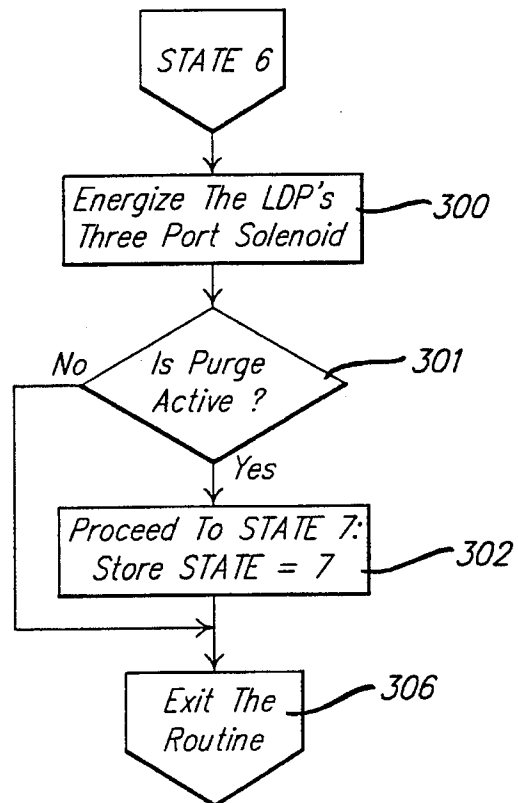 STATE 6
Energize The LDP's
Three Port Solenoid
300
Is Purge
Active ?
301
No
Yes
Proceed To STATE 7:
Store STATE = 7
302
Exit The
Routine
306